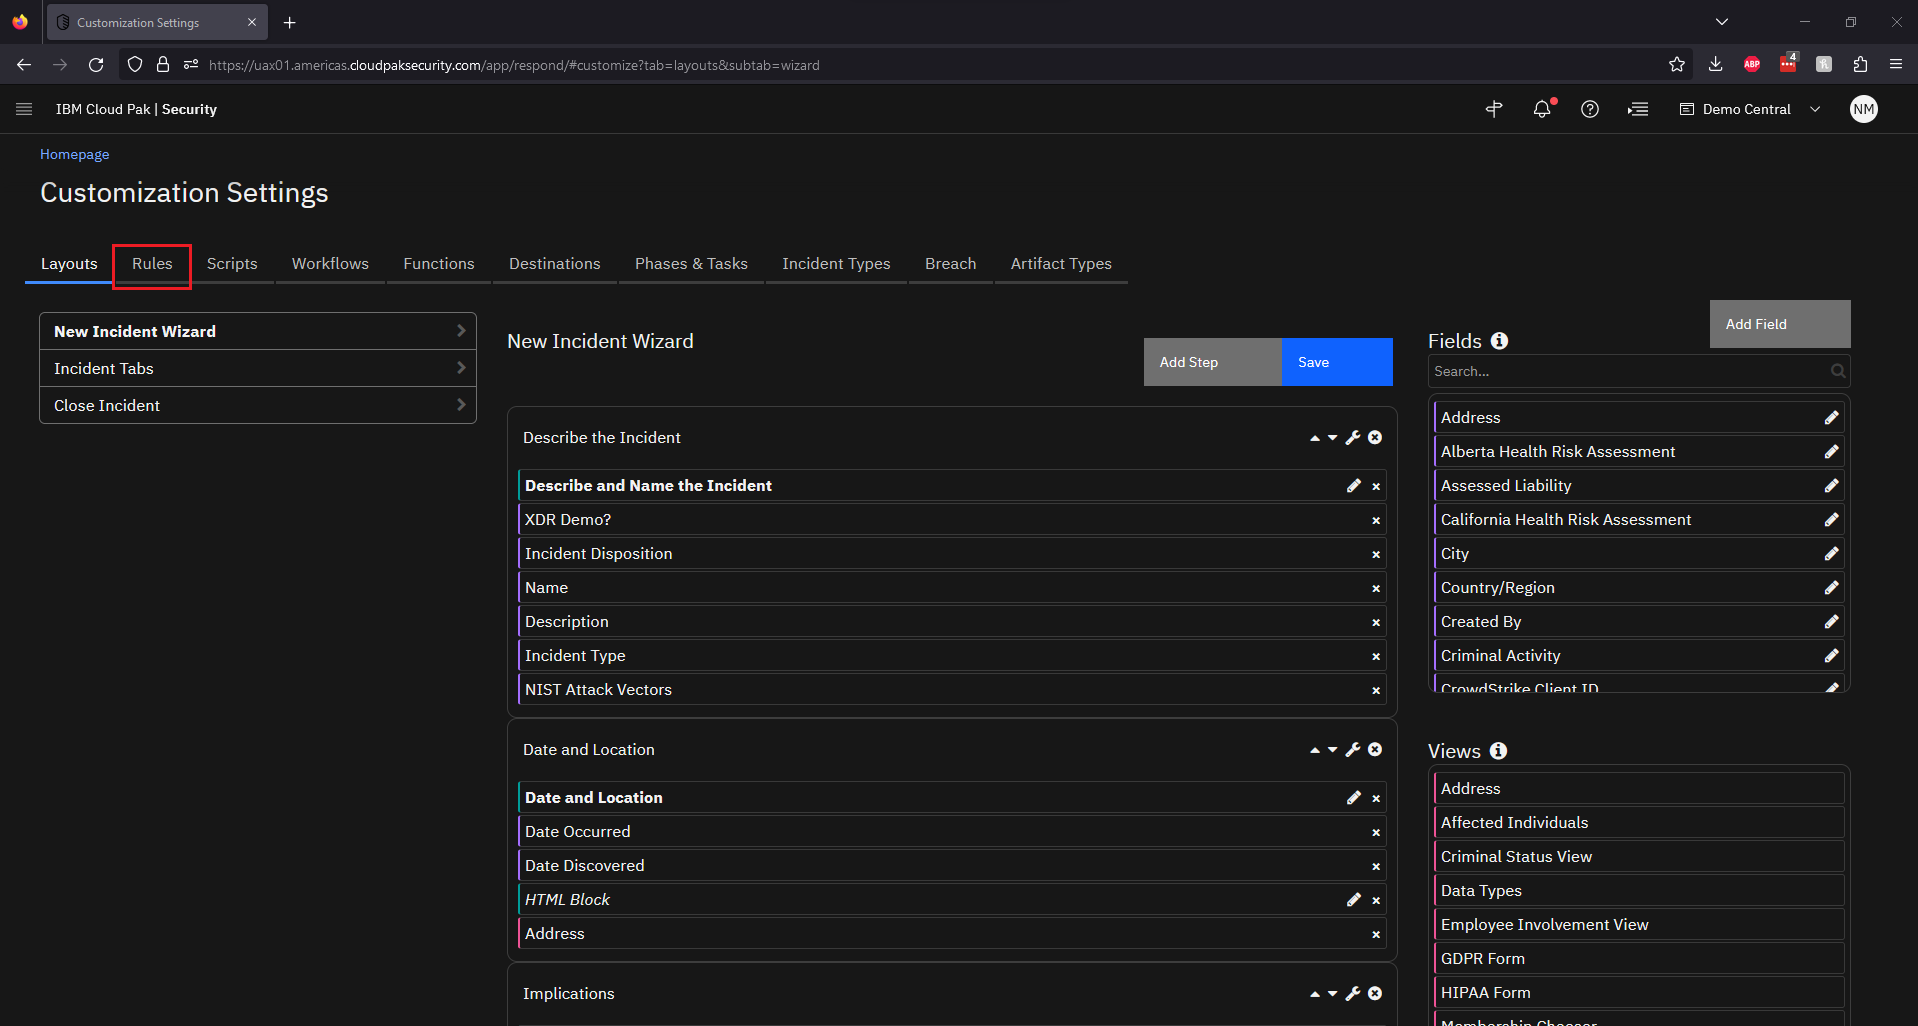 Customization Settings
https://uax01.americas.cloudpaksecurity.com/app/respond/#customize?tab=layouts&subtab=wizard
ABP
4
IBM Cloud Pak | Security
Demo Central
NM
Homepage
Customization Settings
Layouts
Rules
Scripts
Workflows
Functions
Destinations
Phases & Tasks
Incident Types
Breach
Artifact Types
New Incident Wizard
Incident Tabs
Close Incident
New Incident Wizard
Add Step
Save
Describe the Incident
Describe and Name the Incident
XDR Demo?
Incident Disposition
Name
Description
Incident Type
NIST Attack Vectors
Date and Location
Date and Location
Date Occurred
Date Discovered
HTML Block
Address
Implications
Add Field
Fields
Search...
Address
Alberta Health Risk Assessment
Assessed Liability
California Health Risk Assessment
City
Country/Region
Created By
Criminal Activity
CrowdStrike Client ID
Views
Address
Affected Individuals
Criminal Status View
Data Types
Employee Involvement View
GDPR Form
HIPAA Form
Membership Chooser